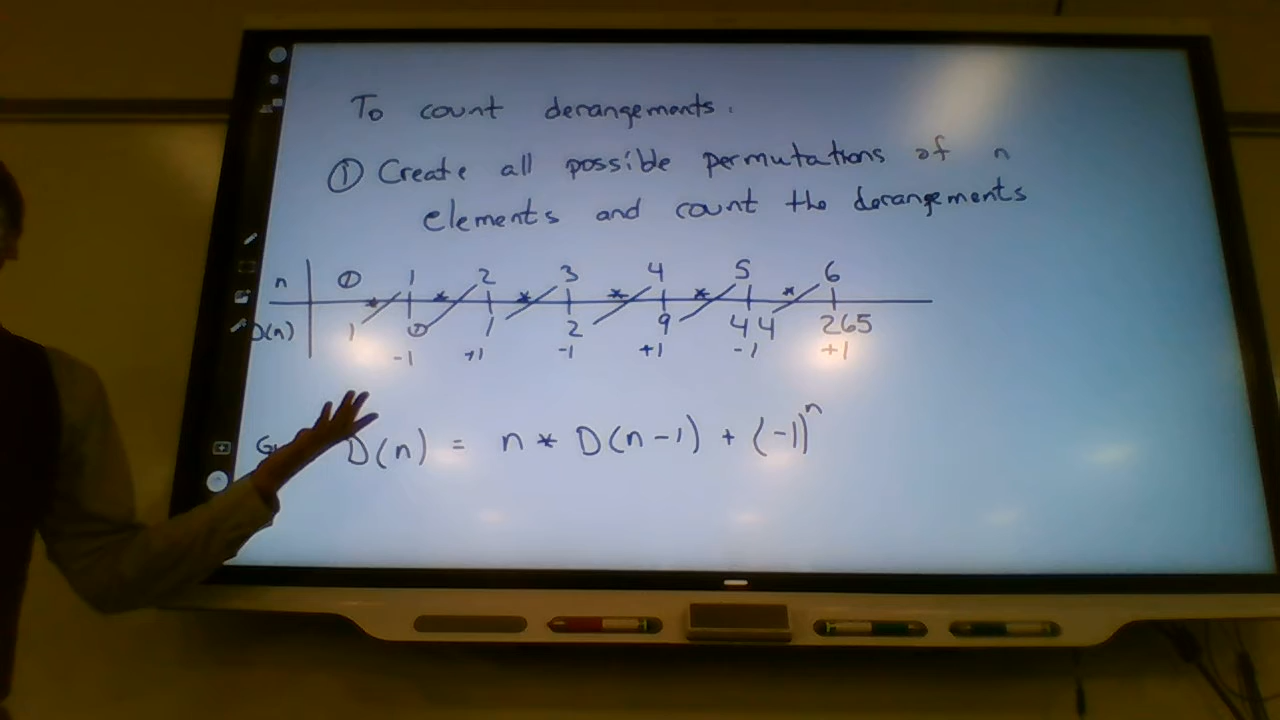 To count derangements.
① Create all possible permutations of n
elements and count the derangements
n 0 1 2 3 4 5 6
* * * * * *
D(n) 1 0 1 2 9 44 265
-1 +1 -1 +1 -1 +1
D(n) = n * D(n-1) + (-1)^n